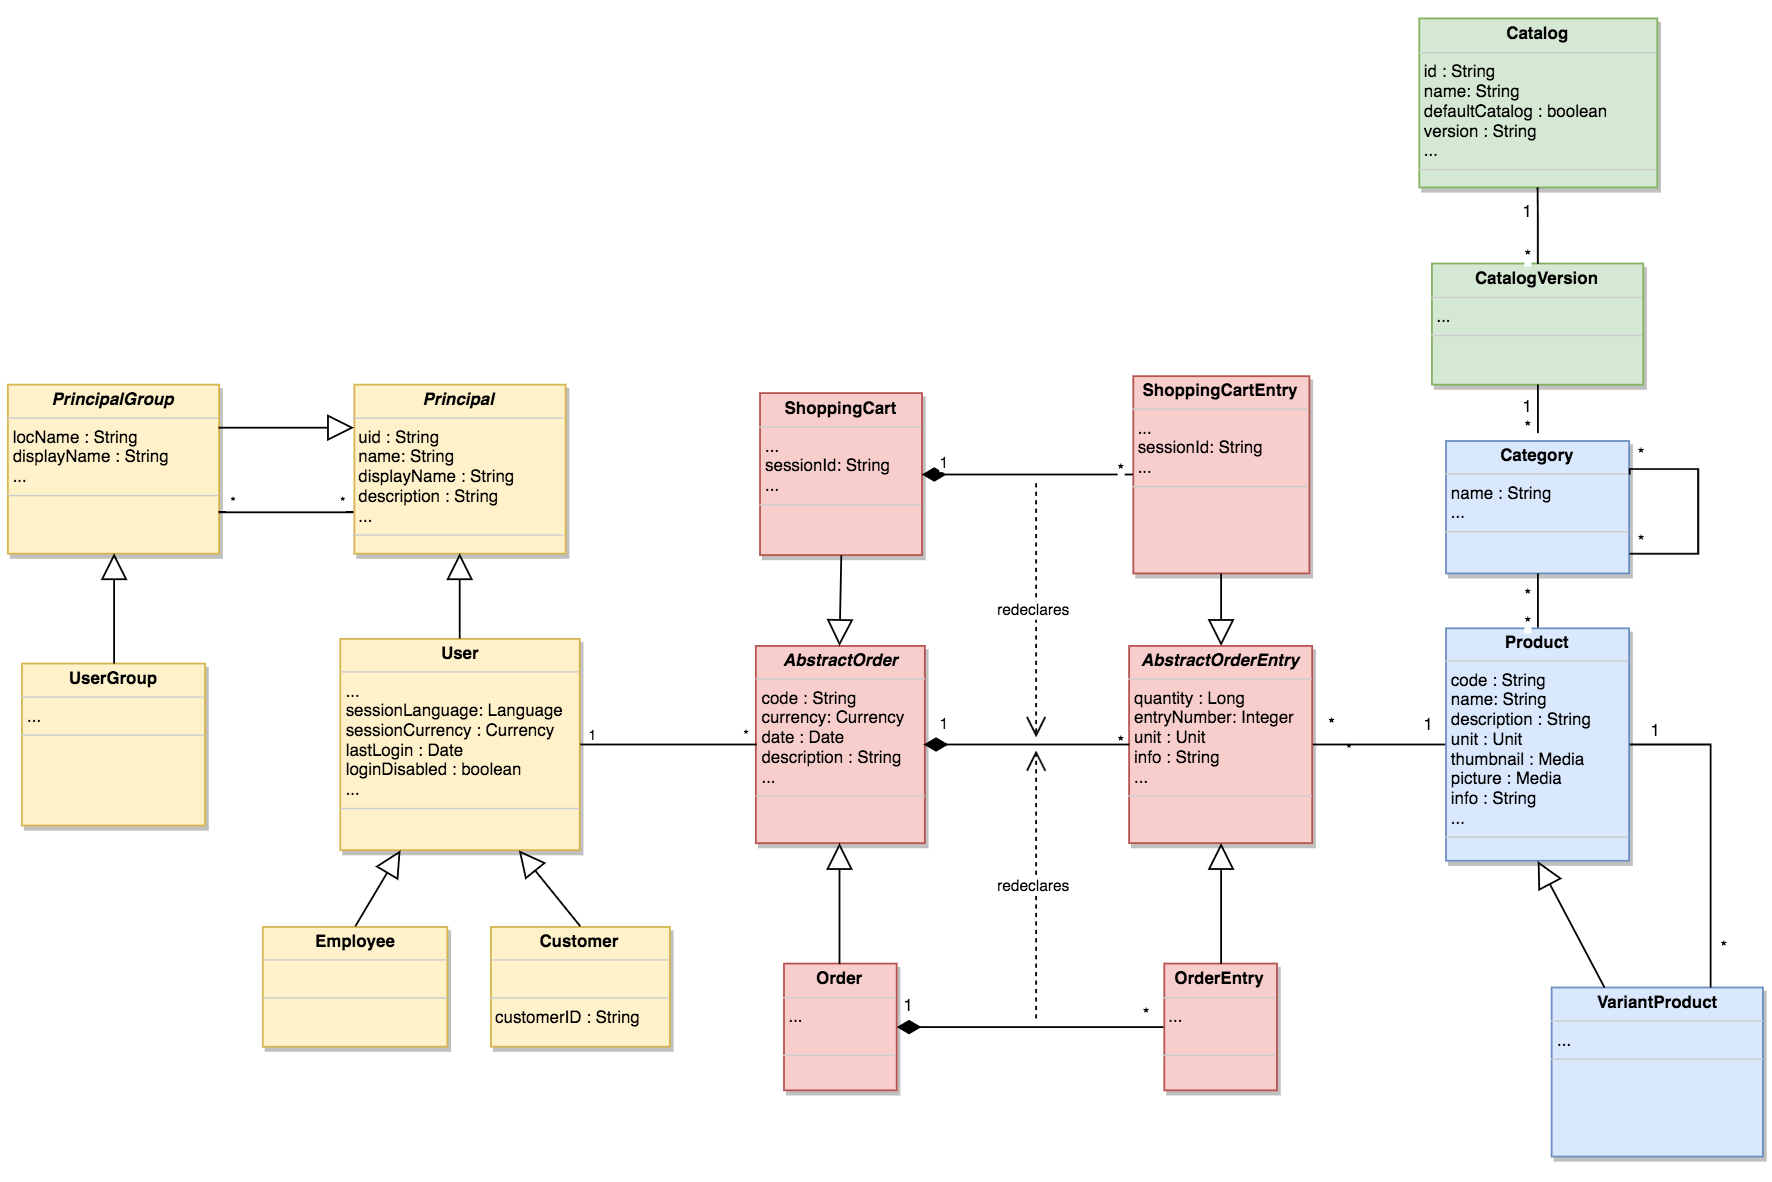 Catalog
id : String
name: String
defaultCatalog : boolean
version : String
...
1
*
CatalogVersion
...
1
*
PrincipalGroup
locName : String
displayName : String
...
*
*
Principal
uid : String
name: String
displayName : String
description : String
...
ShoppingCart
...
sessionId: String
...
1
*
ShoppingCartEntry
...
sessionId: String
...
Category
name : String
...
*
*
*
*
redeclares
UserGroup
...
User
...
sessionLanguage: Language
sessionCurrency : Currency
lastLogin : Date
loginDisabled : boolean
...
1
*
AbstractOrder
code : String
currency: Currency
date : Date
description : String
...
1
*
AbstractOrderEntry
quantity : Long
entryNumber: Integer
unit : Unit
info : String
...
*
*
1
Product
code : String
name: String
description : String
unit : Unit
thumbnail : Media
picture : Media
info : String
...
1
*
redeclares
Employee
Customer
customerID : String
Order
...
1
*
OrderEntry
...
VariantProduct
...